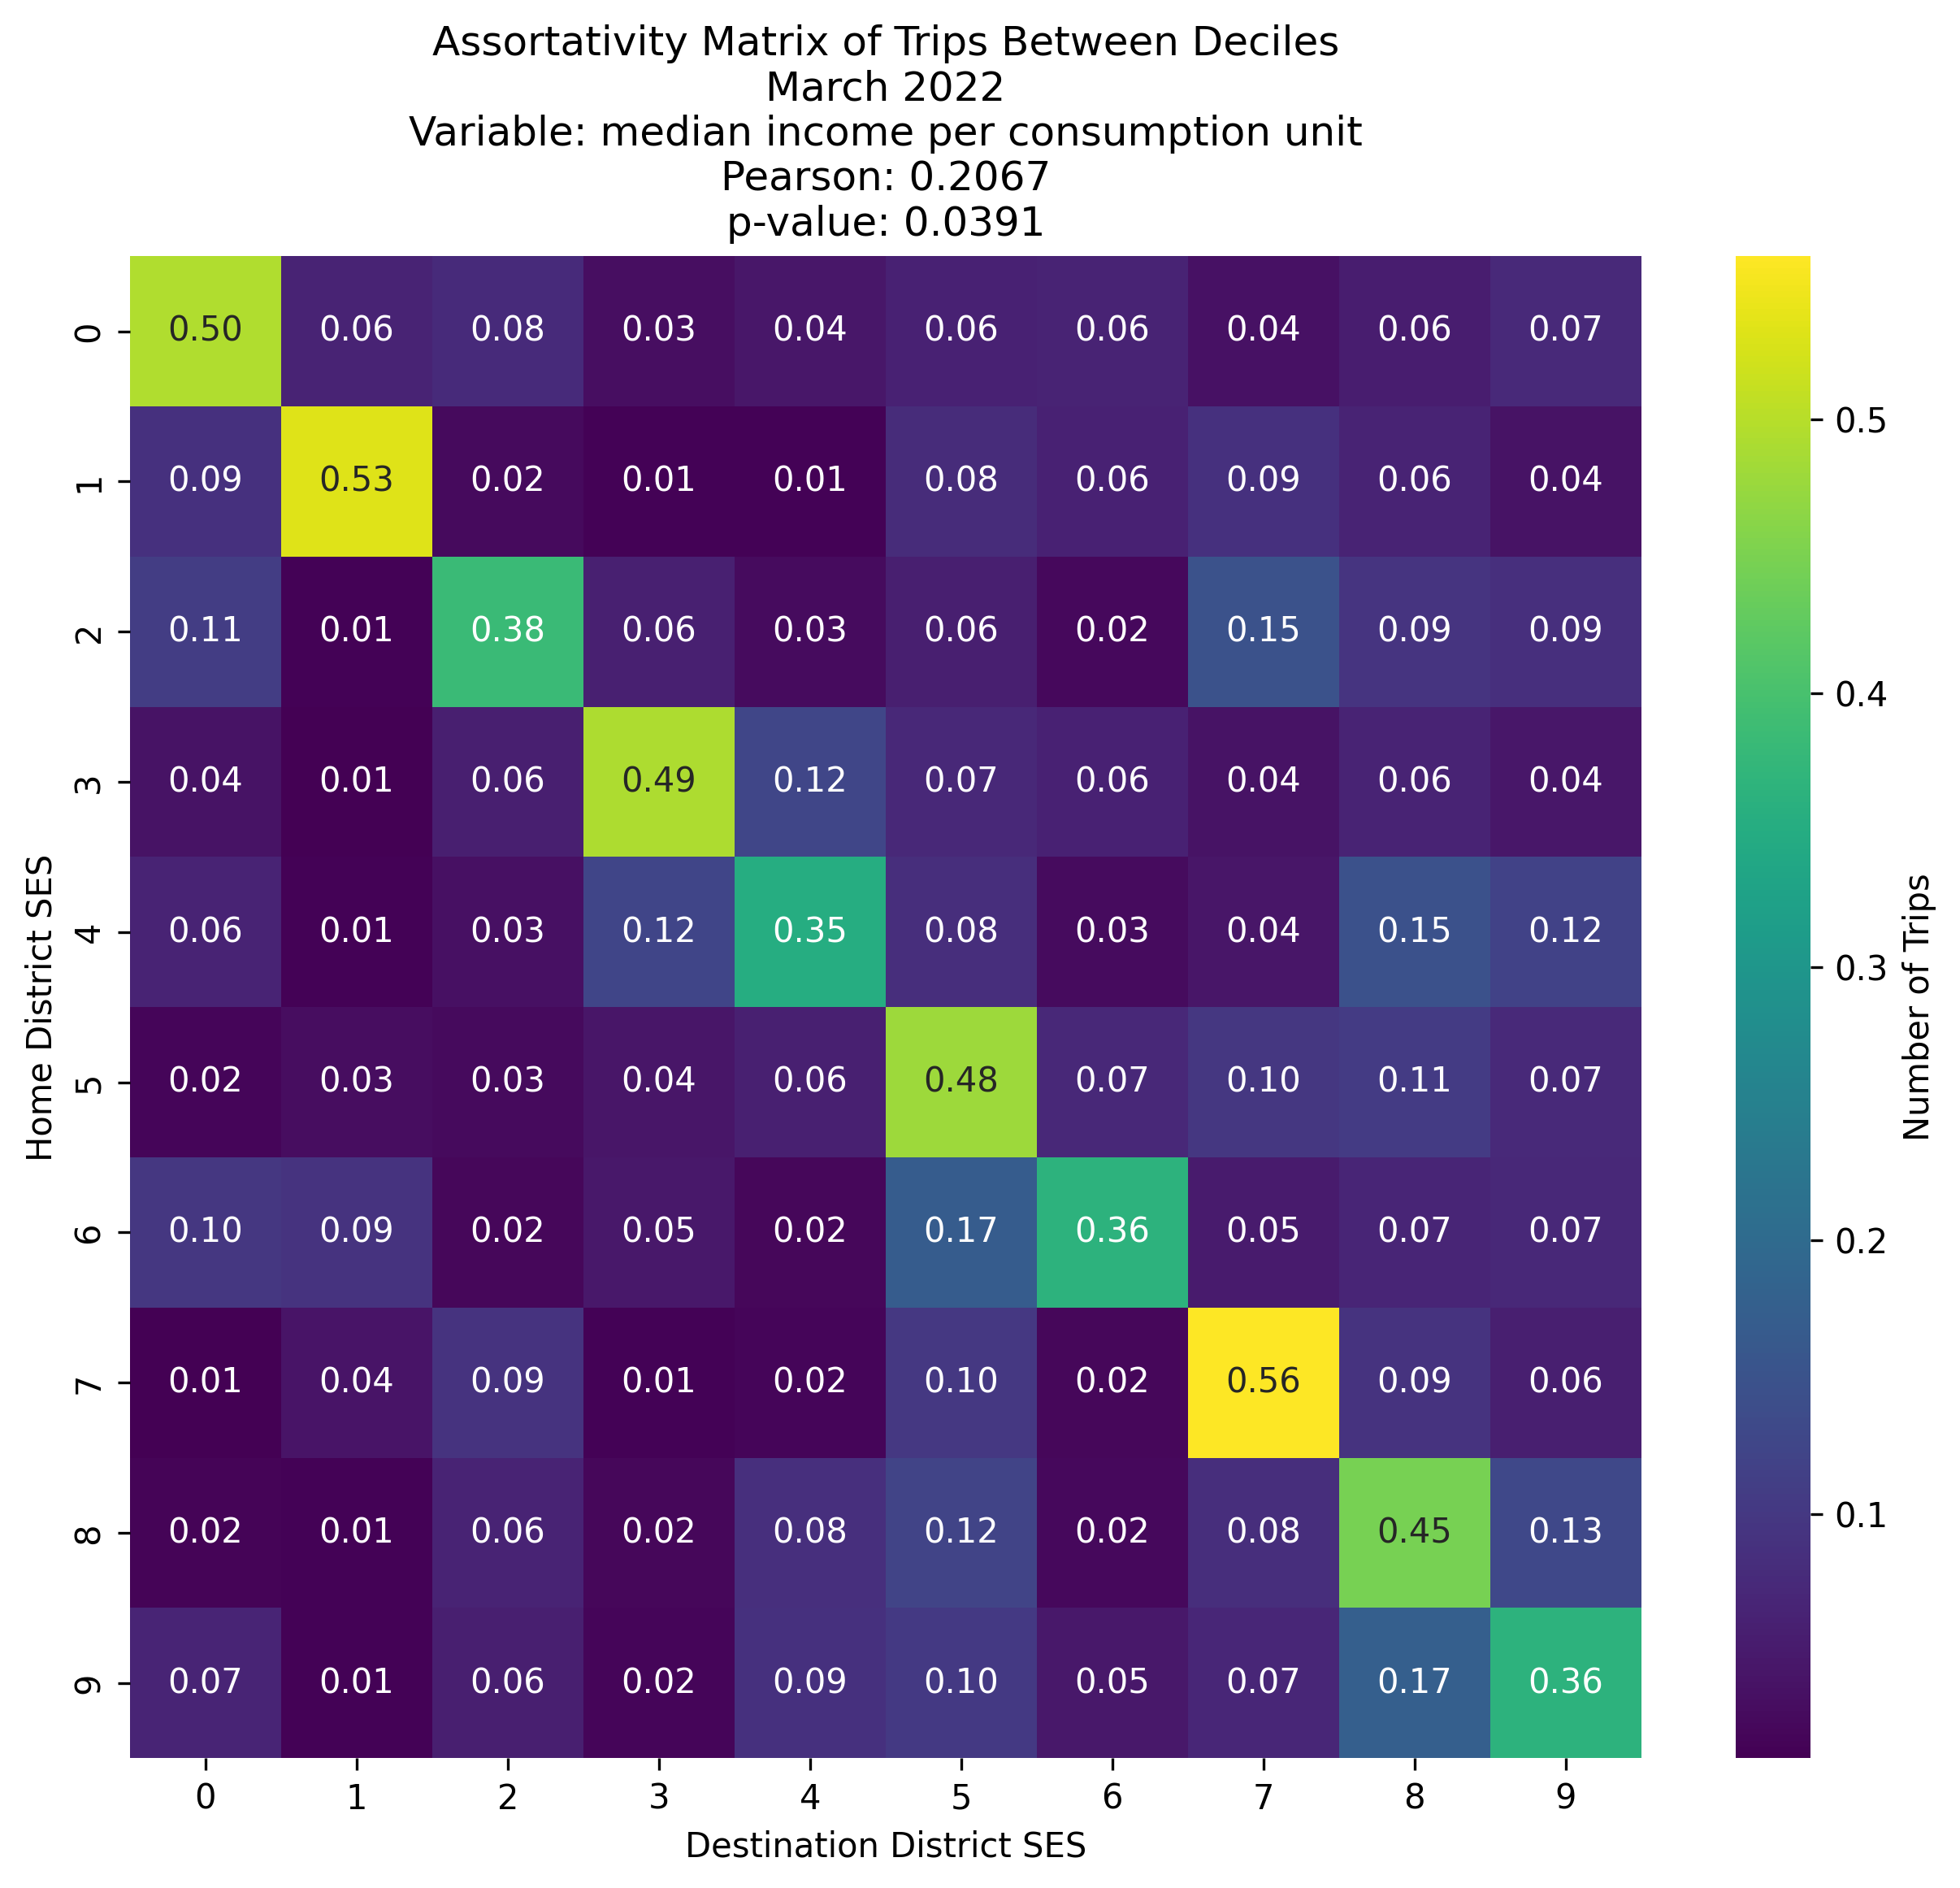 Assortativity Matrix of Trips Between Deciles
March 2022
Variable: median income per consumption unit
Pearson: 0.2067
p-value: 0.0391
0 0.50 0.06 0.08 0.03 0.04 0.06 0.06 0.04 0.06 0.07
1 0.09 0.53 0.02 0.01 0.01 0.08 0.06 0.09 0.06 0.04
2 0.11 0.01 0.38 0.06 0.03 0.06 0.02 0.15 0.09 0.09
3 0.04 0.01 0.06 0.49 0.12 0.07 0.06 0.04 0.06 0.04
4 0.06 0.01 0.03 0.12 0.35 0.08 0.03 0.04 0.15 0.12
5 0.02 0.03 0.03 0.04 0.06 0.48 0.07 0.10 0.11 0.07
6 0.10 0.09 0.02 0.05 0.02 0.17 0.36 0.05 0.07 0.07
7 0.01 0.04 0.09 0.01 0.02 0.10 0.02 0.56 0.09 0.06
8 0.02 0.01 0.06 0.02 0.08 0.12 0.02 0.08 0.45 0.13
9 0.07 0.01 0.06 0.02 0.09 0.10 0.05 0.07 0.17 0.36
0 1 2 3 4 5 6 7 8 9
Destination District SES
Home District SES
0.5
0.4
0.3
0.2
0.1
Number of Trips